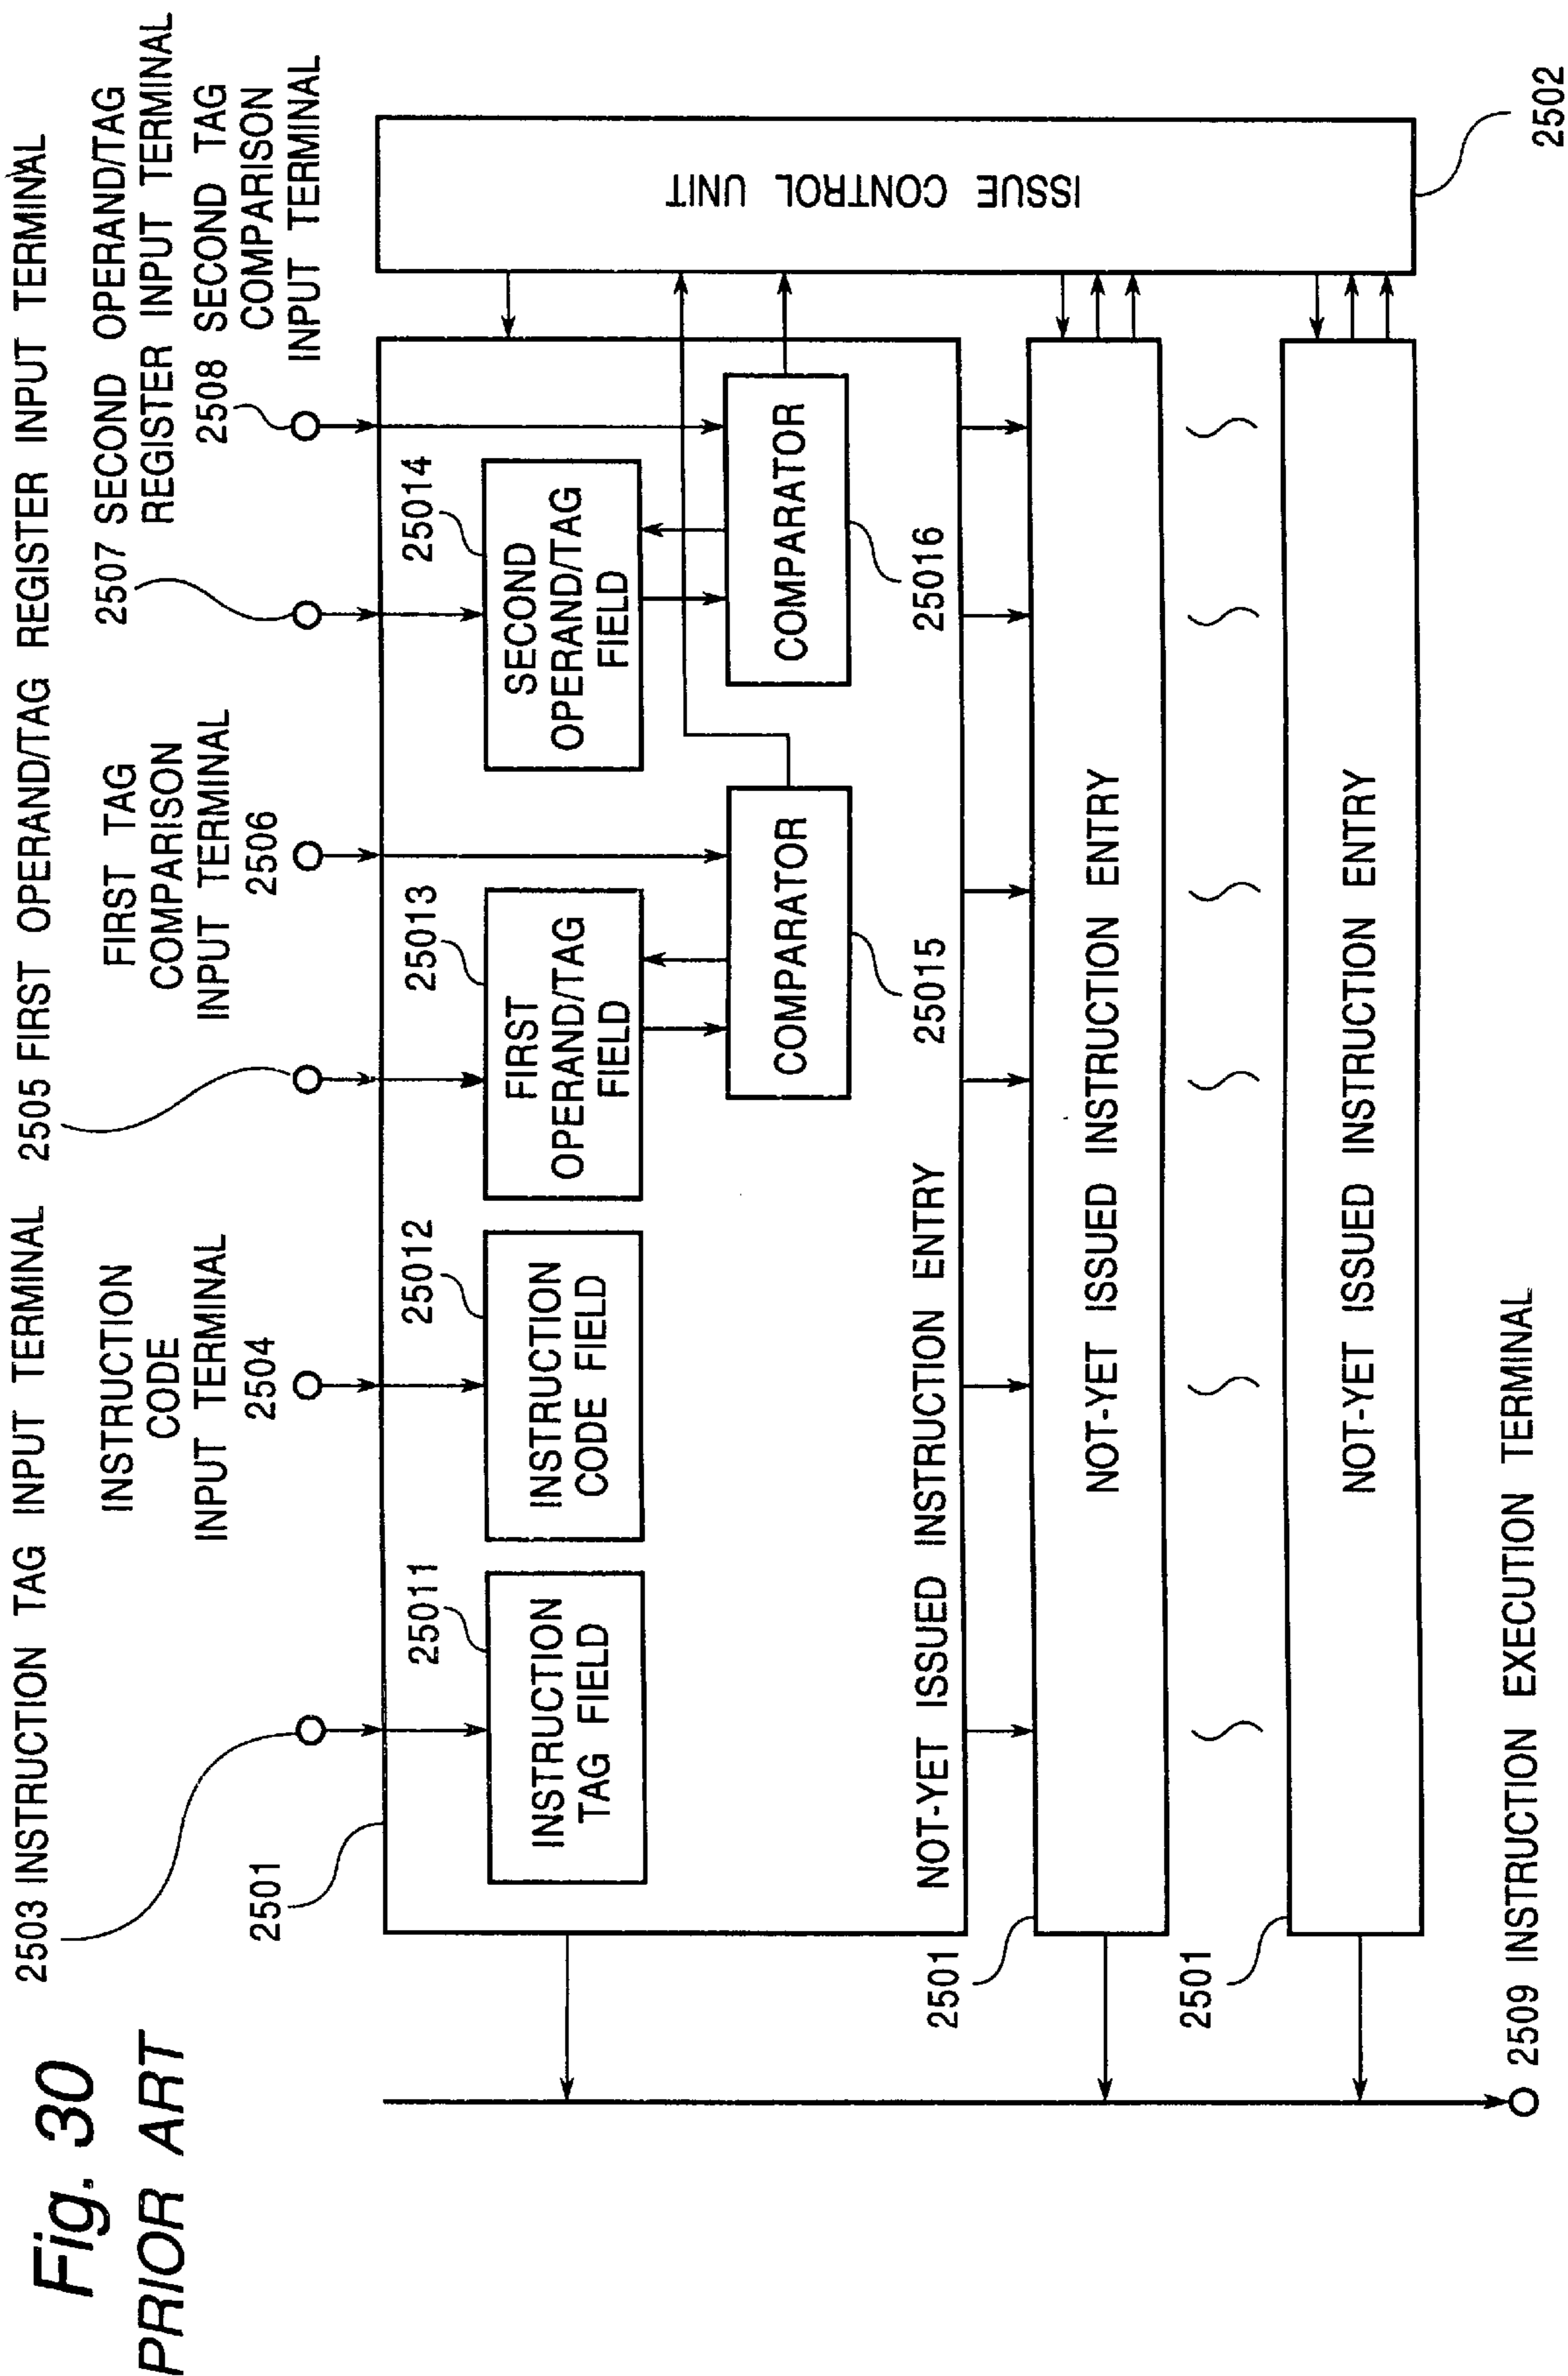 Fig. 30
PRIOR ART
2503 INSTRUCTION TAG INPUT TERMINAL
2505 FIRST OPERAND/TAG REGISTER INPUT TERMINAL
INSTRUCTION
CODE
INPUT TERMINAL
2504
FIRST TAG
COMPARISON
INPUT TERMINAL
2506
2507 SECOND OPERAND/TAG
REGISTER INPUT TERMINAL
2508 SECOND TAG
COMPARISON
INPUT TERMINAL
2501
25011
INSTRUCTION
TAG FIELD
25012
INSTRUCTION
CODE FIELD
25013
FIRST
OPERAND/TAG
FIELD
25014
SECOND
OPERAND/TAG
FIELD
COMPARATOR
25015
COMPARATOR
25016
NOT-YET ISSUED INSTRUCTION ENTRY
ISSUE CONTROL UNIT
2502
2501
NOT-YET ISSUED INSTRUCTION ENTRY
2501
NOT-YET ISSUED INSTRUCTION ENTRY
2509 INSTRUCTION EXECUTION TERMINAL